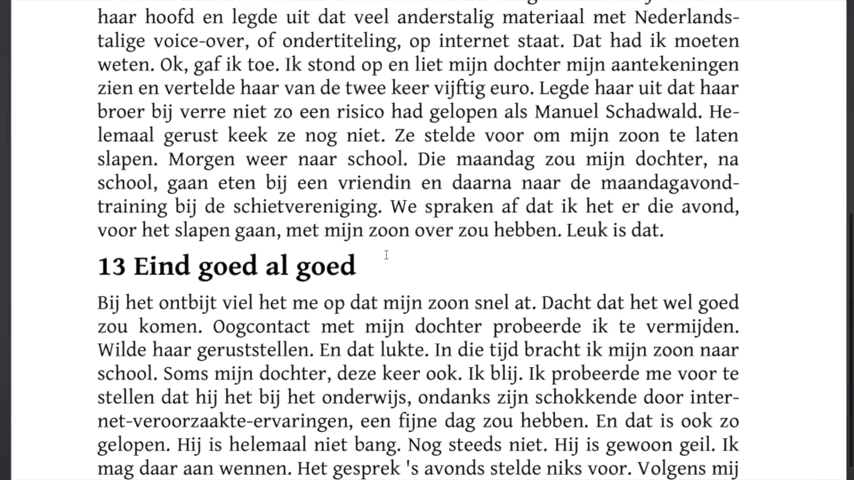 haar hoofd en legde uit dat veel anderstalig materiaal met Nederlands-
talige voice-over, of ondertiteling, op internet staat. Dat had ik moeten
weten. Ok, gaf ik toe. Ik stond op en liet mijn dochter mijn aantekeningen
zien en vertelde haar van de twee keer vijftig euro. Legde haar uit dat haar
broer bij verre niet zo een risico had gelopen als Manuel Schadwald. He-
lemaal gerust keek ze nog niet. Ze stelde voor om mijn zoon te laten
slapen. Morgen weer naar school. Die maandag zou mijn dochter, na
school, gaan eten bij een vriendin en daarna naar de maandagavond-
training bij de schietvereniging. We spraken af dat ik het er die avond,
voor het slapen gaan, met mijn zoon over zou hebben. Leuk is dat.
13 Eind goed al goed
Bij het ontbijt viel het me op dat mijn zoon snel at. Dacht dat het wel goed
zou komen. Oogcontact met mijn dochter probeerde ik te vermijden.
Wilde haar geruststellen. En dat lukte. In die tijd bracht ik mijn zoon naar
school. Soms mijn dochter, deze keer ook. Ik blij. Ik probeerde me voor te
stellen dat hij het bij het onderwijs, ondanks zijn schokkende door inter-
net-veroorzaakte-ervaringen, een fijne dag zou hebben. En dat is ook zo
gelopen. Hij is helemaal niet bang. Nog steeds niet. Hij is gewoon geil. Ik
mag daar aan wennen. Het gesprek 's avonds stelde niks voor. Volgens mij